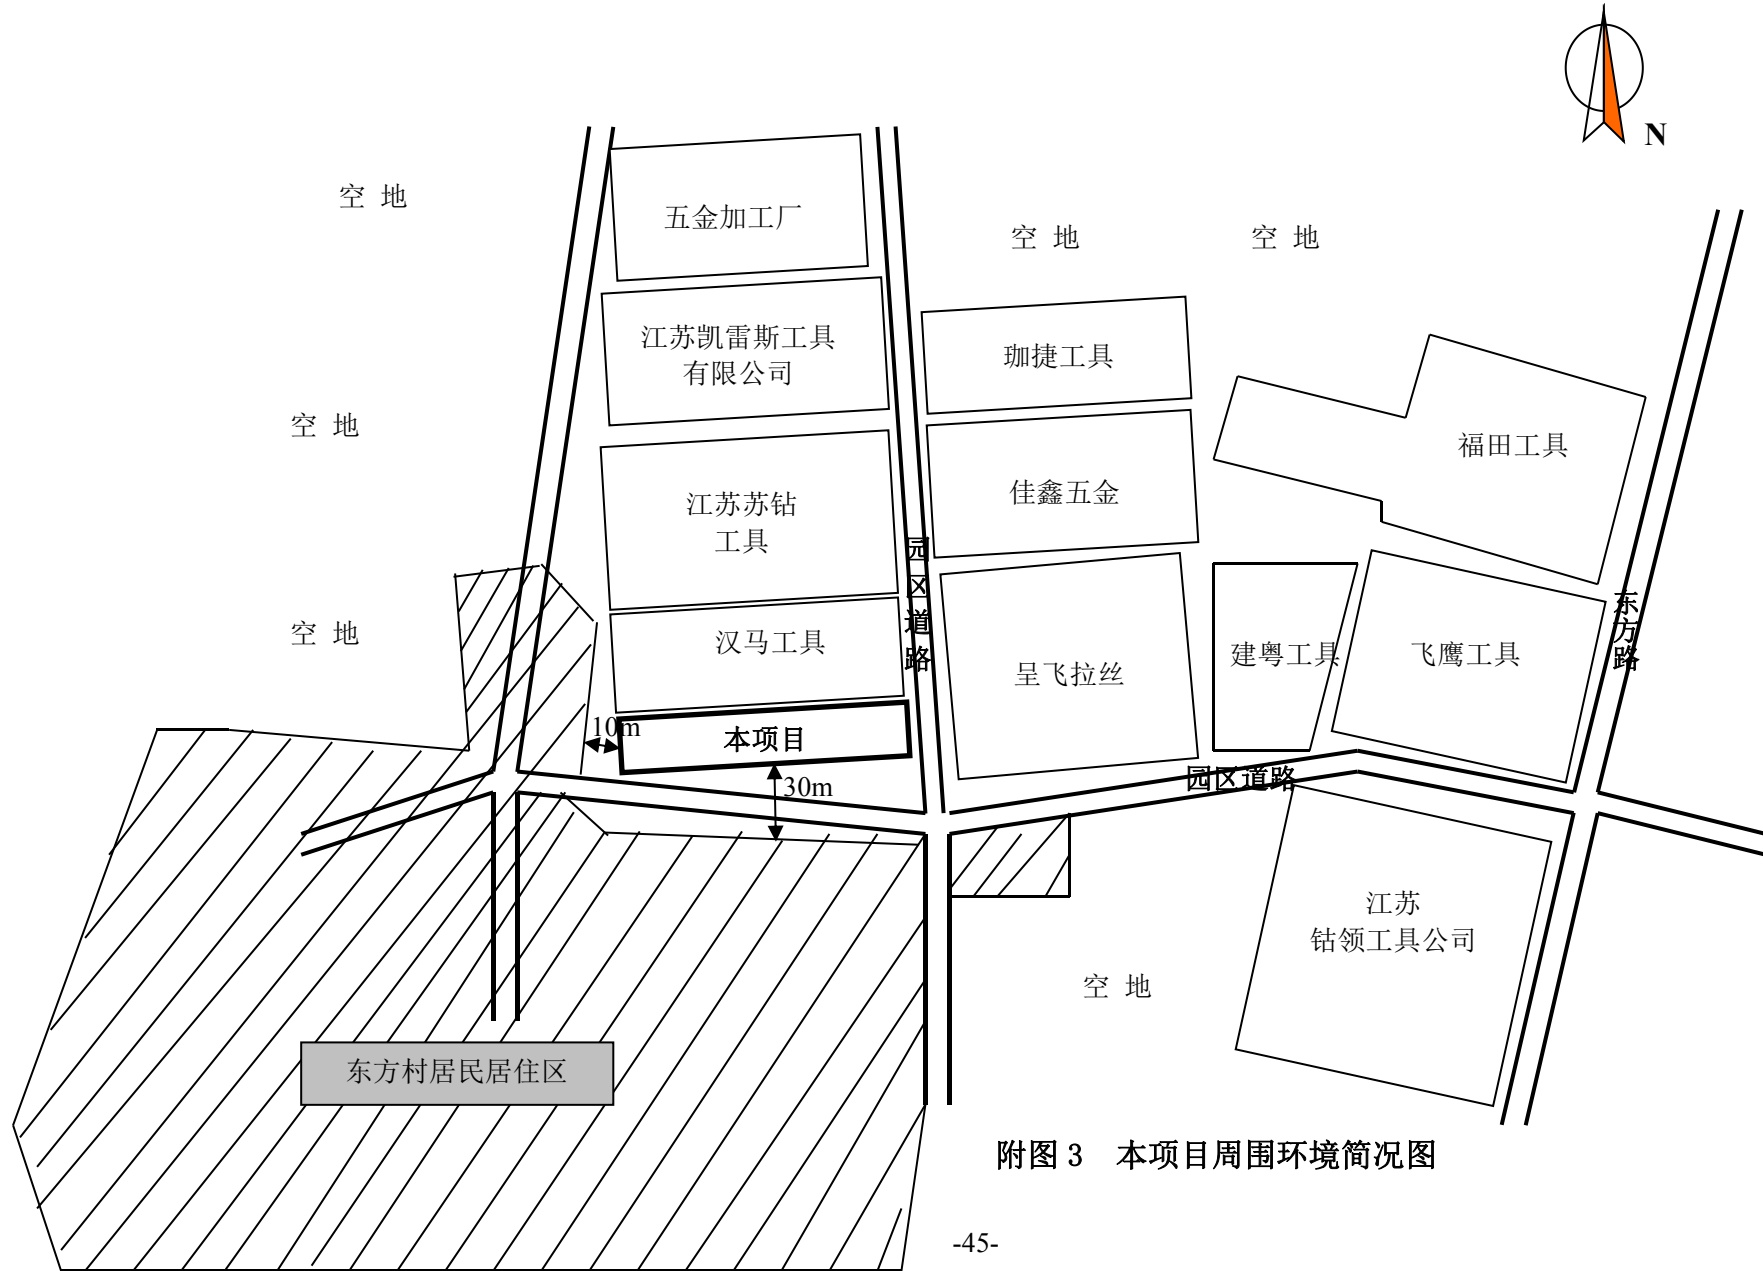 N
空 地
五金加工厂
空 地
空 地
江苏凯雷斯工具
有限公司
珈捷工具
空 地
福田工具
江苏苏钻
工具
佳鑫五金
园区道路
东方路
空 地
汉马工具
呈飞拉丝
建粤工具
飞鹰工具
10m
本项目
30m
园区道路
江苏
钴领工具公司
空 地
东方村居民居住区
附图 3 本项目周围环境简况图
-45-